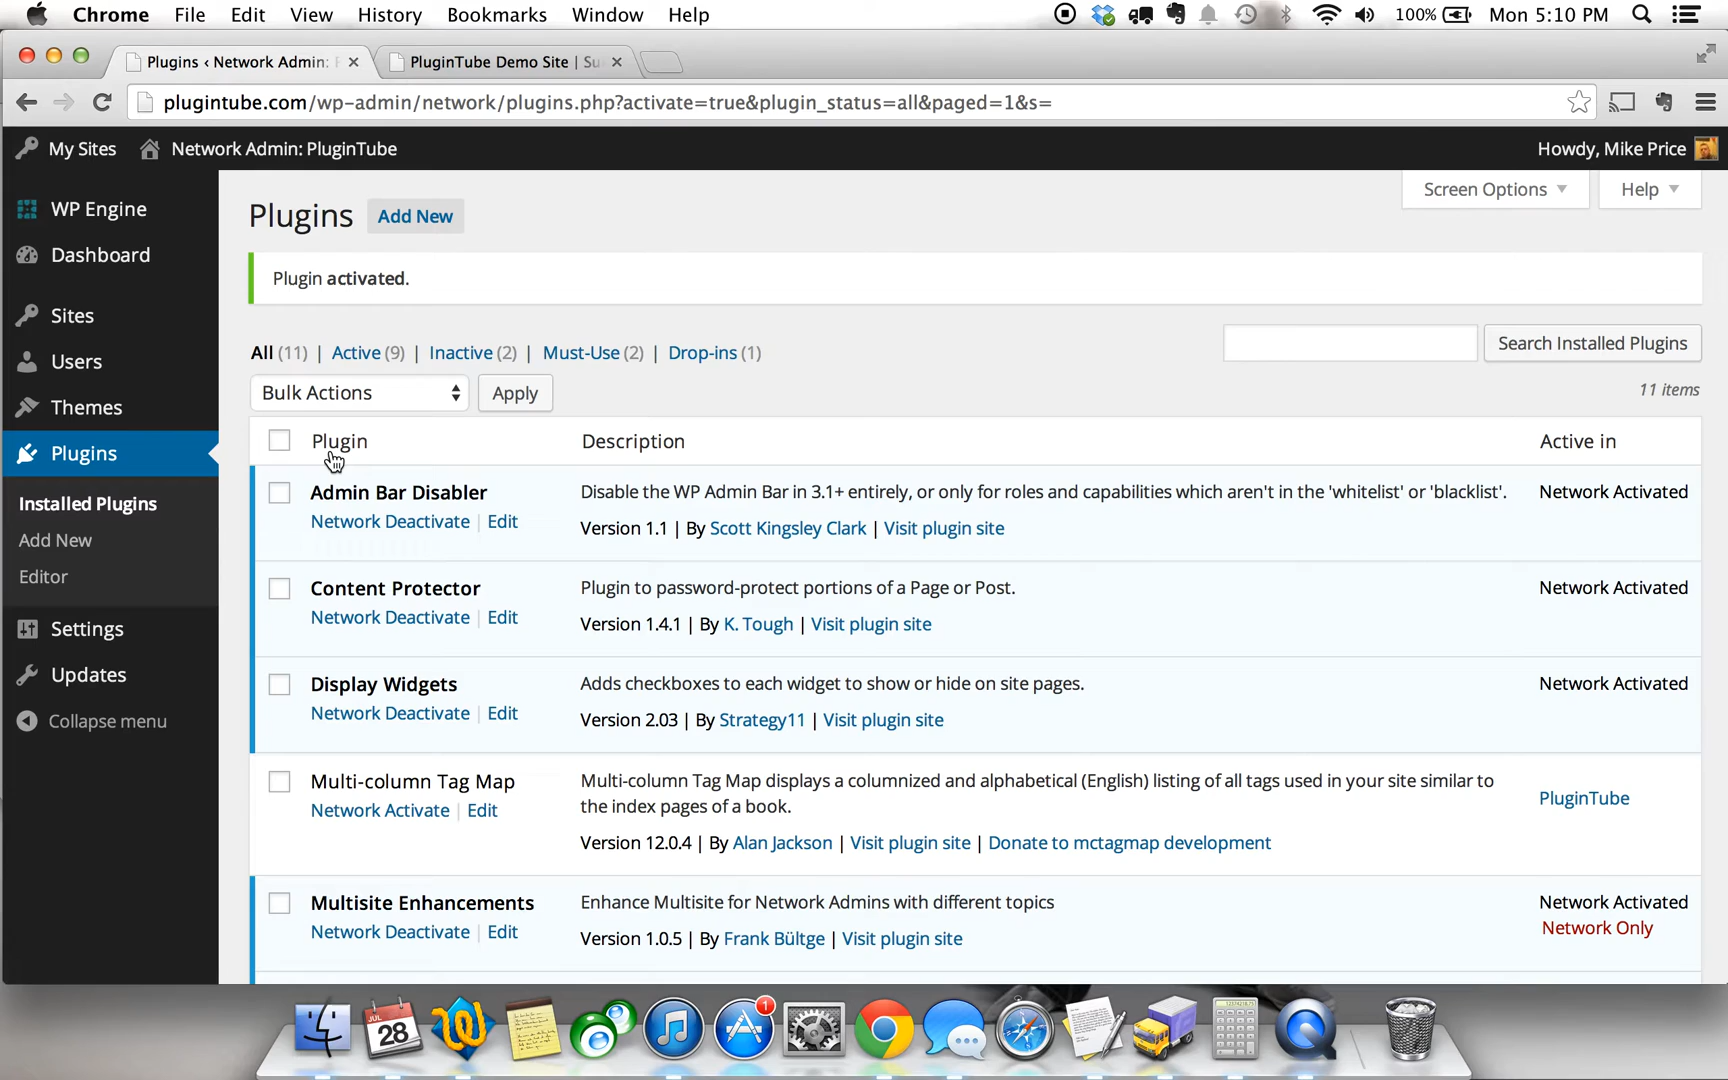 Chrome File Edit View History Bookmarks Window Help 100% Mon 5:10 PM
Plugins ‹ Network Admin: PluginTube Demo Site | Su
plugintube.com/wp-admin/network/plugins.php?activate=true&plugin_status=all&paged=1&s=
My Sites Network Admin: PluginTube Howdy, Mike Price
WP Engine
Dashboard
Sites
Users
Themes
Plugins
Installed Plugins
Add New
Editor
Settings
Updates
Collapse menu
Screen Options Help
Plugins Add New
Plugin activated.
All (11) | Active (9) | Inactive (2) | Must-Use (2) | Drop-ins (1)
Search Installed Plugins
Bulk Actions Apply
11 items
Plugin Description Active in
Admin Bar Disabler
Network Deactivate | Edit
Disable the WP Admin Bar in 3.1+ entirely, or only for roles and capabilities which aren't in the 'whitelist' or 'blacklist'.
Version 1.1 | By Scott Kingsley Clark | Visit plugin site
Network Activated
Content Protector
Network Deactivate | Edit
Plugin to password-protect portions of a Page or Post.
Version 1.4.1 | By K. Tough | Visit plugin site
Network Activated
Display Widgets
Network Deactivate | Edit
Adds checkboxes to each widget to show or hide on site pages.
Version 2.03 | By Strategy11 | Visit plugin site
Network Activated
Multi-column Tag Map
Network Activate | Edit
Multi-column Tag Map displays a columnized and alphabetical (English) listing of all tags used in your site similar to
the index pages of a book.
Version 12.0.4 | By Alan Jackson | Visit plugin site | Donate to mctagmap development
PluginTube
Multisite Enhancements
Network Deactivate | Edit
Enhance Multisite for Network Admins with different topics
Version 1.0.5 | By Frank Bültge | Visit plugin site
Network Activated
Network Only
JUL
28
1